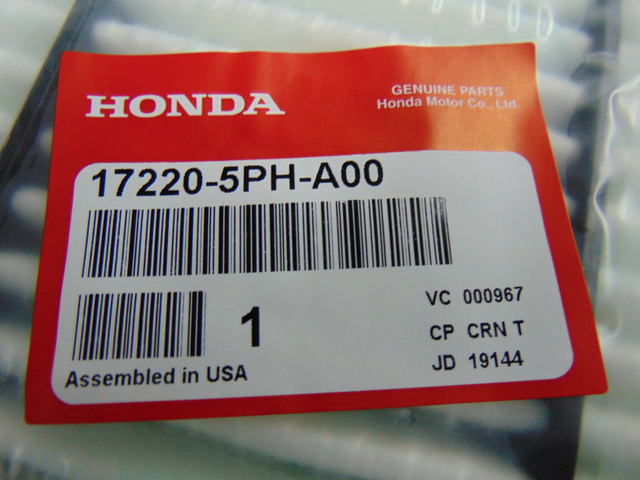 HONDA
GENUINE PARTS
Honda Motor Co., Ltd.
17220-5PH-A00
1
VC 000967
CP CRN T
JD 19144
Assembled in USA